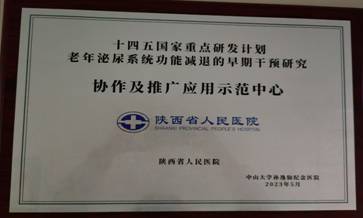 十四五国家重点研发计划
老年泌尿系统功能减退的早期干预研究
协作及推广应用示范中心
陕西省人民医院
SHAANXI PROVINCIAL PEOPLE'S HOSPITAL
陕西省人民医院
中山大学孙逸仙纪念医院
2023年5月